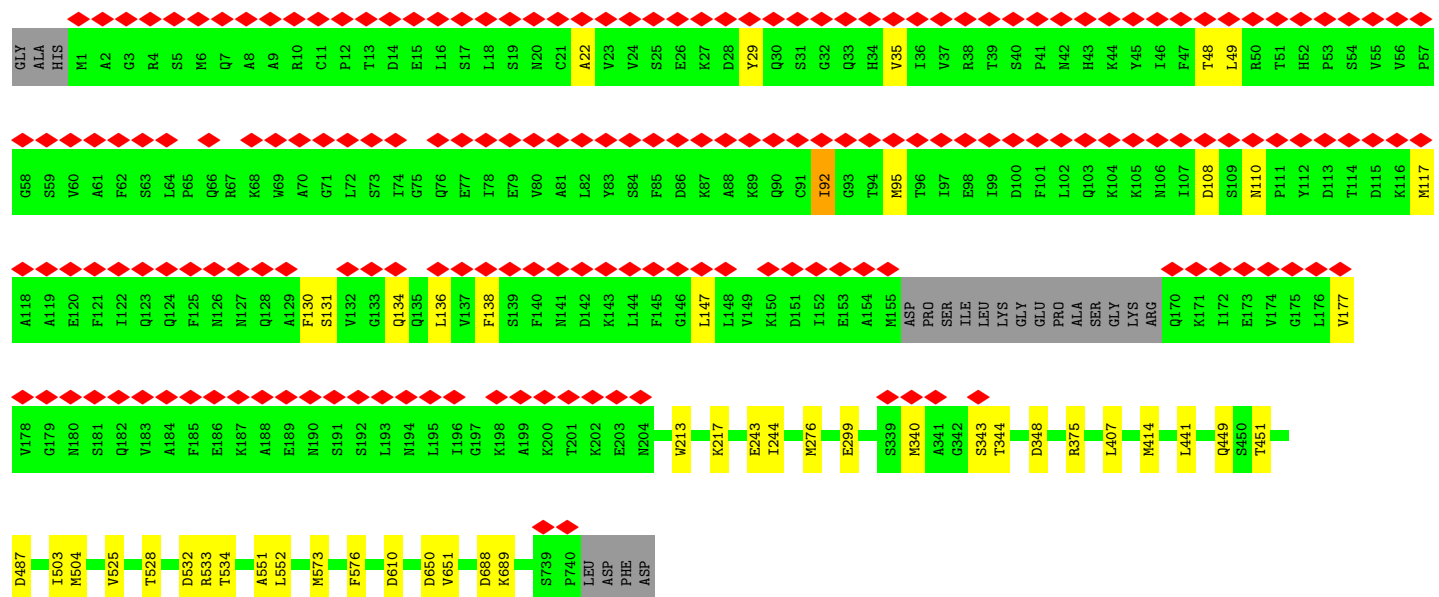 GLY ALA HIS M1 A2 G3 R4 S5 M6 Q7 A8 A9 R10 C11 P12 T13 D14 E15 L16 S17 L18 S19 N20 C21 A22 V23 V24 S25 E26 K27 D28 Y29 Q30 S31 G32 Q33 H34 V35 I36 V37 R38 T39 S40 P41 N42 H43 K44 Y45 I46 F47 T48 L49 R50 T51 H52 P53 S54 V55 V56 P57
G58 S59 V60 A61 F62 S63 L64 P65 Q66 R67 K68 W69 A70 G71 L72 S73 I74 G75 Q76 E77 I78 E79 V80 A81 L82 Y83 S84 F85 D86 K87 A88 K89 Q90 C91 I92 G93 T94 M95 T96 I97 E98 I99 D100 F101 L102 Q103 K104 K105 N106 I107 D108 S109 N110 P111 Y112 D113 T114 D115 K116 M117
A118 A119 E120 F121 I122 Q123 Q124 F125 N126 N127 Q128 A129 F130 S131 V132 G133 Q134 Q135 L136 V137 F138 S139 F140 N141 D142 K143 L144 F145 G146 L147 L148 V149 K150 D151 I152 E153 A154 M155 ASP PRO SER ILE LEU LYS GLY GLU PRO ALA SER GLY LYS ARG Q170 K171 I172 E173 V174 G175 L176 V177
V178 G179 N180 S181 Q182 V183 A184 F185 E186 K187 A188 E189 N190 S191 S192 L193 N194 L195 I196 G197 K198 A199 K200 T201 K202 E203 N204 W213 K217 E243 I244 M276 E299 S339 M340 A341 G342 S343 T344 D348 R375 L407 M414 L441 Q449 S450 T451
D487 I503 M504 V525 T528 D532 R533 T534 A551 L552 M573 F576 D610 D650 V651 D688 K689 S739 P740 LEU ASP PHE ASP